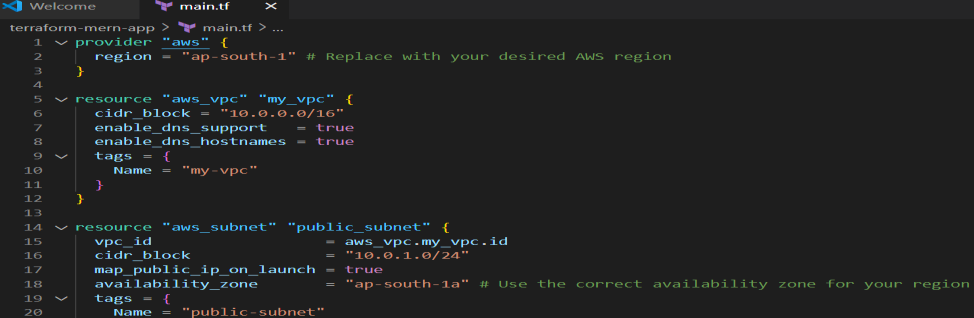 Welcome main.tf
terraform-mern-app > main.tf > ...
1 provider "aws" {
2 region = "ap-south-1" # Replace with your desired AWS region
3 }
4
5 resource "aws_vpc" "my_vpc" {
6 cidr_block = "10.0.0.0/16"
7 enable_dns_support = true
8 enable_dns_hostnames = true
9 tags = {
10 Name = "my-vpc"
11 }
12 }
13
14 resource "aws_subnet" "public_subnet" {
15 vpc_id = aws_vpc.my_vpc.id
16 cidr_block = "10.0.1.0/24"
17 map_public_ip_on_launch = true
18 availability_zone = "ap-south-1a" # Use the correct availability zone for your region
19 tags = {
20 Name = "public-subnet"